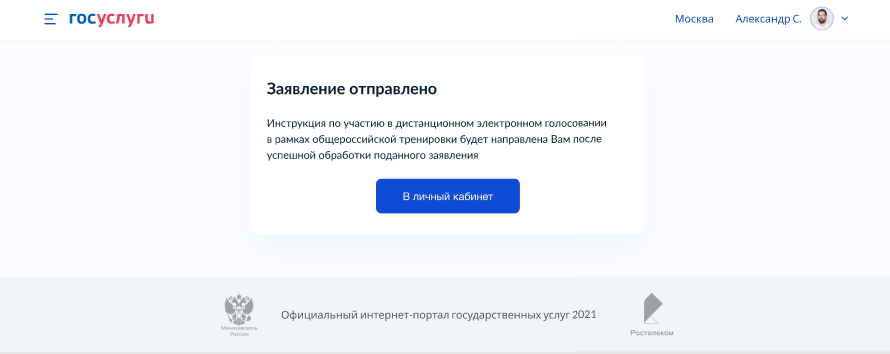 госуслуги
Москва
Александр С.
Заявление отправлено
Инструкция по участию в дистанционном электронном голосовании
в рамках общероссийской тренировки будет направлена Вам после
успешной обработки поданного заявления
В личный кабинет
Минкомсвязь
России
Официальный интернет-портал государственных услуг 2021
Ростелеком